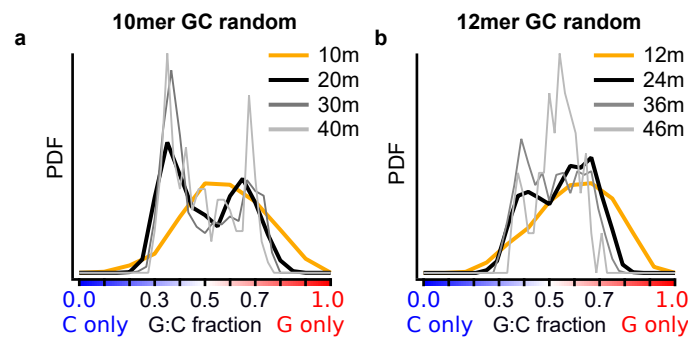 10mer GC random
12mer GC random
a
b
10m
20m
30m
40m
12m
24m
36m
46m
PDF
PDF
0.0 0.3 0.5 0.7 1.0
C only G:C fraction G only
0.0 0.3 0.5 0.7 1.0
C only G:C fraction G only